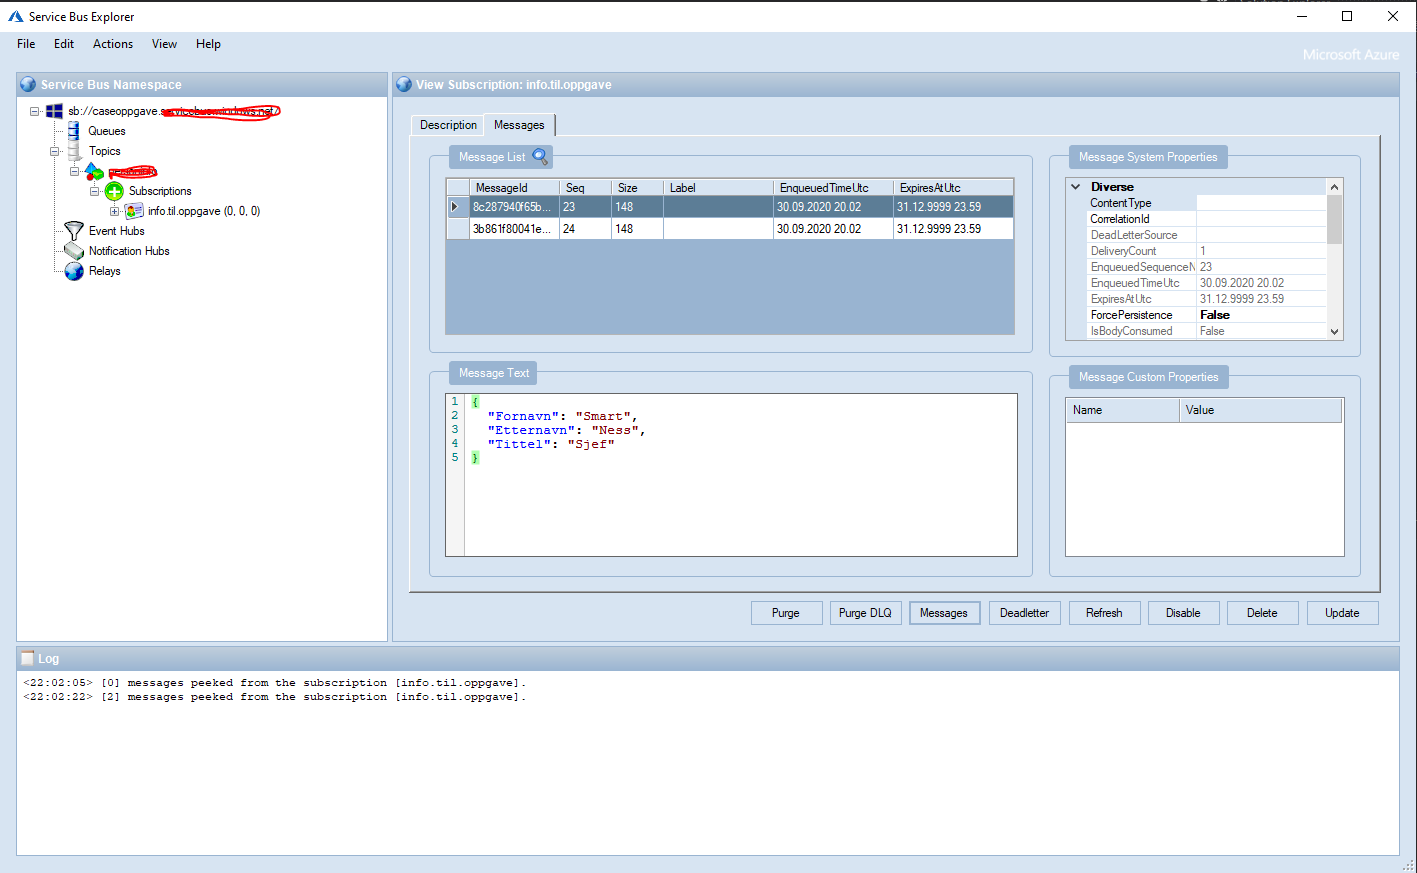 Service Bus Explorer
File Edit Actions View Help
Microsoft Azure
Service Bus Namespace
sb://caseoppgave.servicebus.windows.net/
Queues
Topics
Subscriptions
info.til.oppgave (0, 0, 0)
Event Hubs
Notification Hubs
Relays
View Subscription: info.til.oppgave
Description Messages
Message List
MessageId Seq Size Label EnqueuedTimeUtc ExpiresAtUtc
8c287940f65b... 23 148 30.09.2020 20.02 31.12.9999 23.59
3b861f80041e... 24 148 30.09.2020 20.02 31.12.9999 23.59
Message System Properties
Diverse
ContentType
CorrelationId
DeadLetterSource
DeliveryCount 1
EnqueuedSequenceN 23
EnqueuedTimeUtc 30.09.2020 20.02
ExpiresAtUtc 31.12.9999 23.59
ForcePersistence False
IsBodyConsumed False
Message Text
1 {
2 "Fornavn": "Smart",
3 "Etternavn": "Ness",
4 "Tittel": "Sjef"
5 }
Message Custom Properties
Name Value
Purge Purge DLQ Messages Deadletter Refresh Disable Delete Update
Log
<22:02:05> [0] messages peeked from the subscription [info.til.oppgave].
<22:02:22> [2] messages peeked from the subscription [info.til.oppgave].